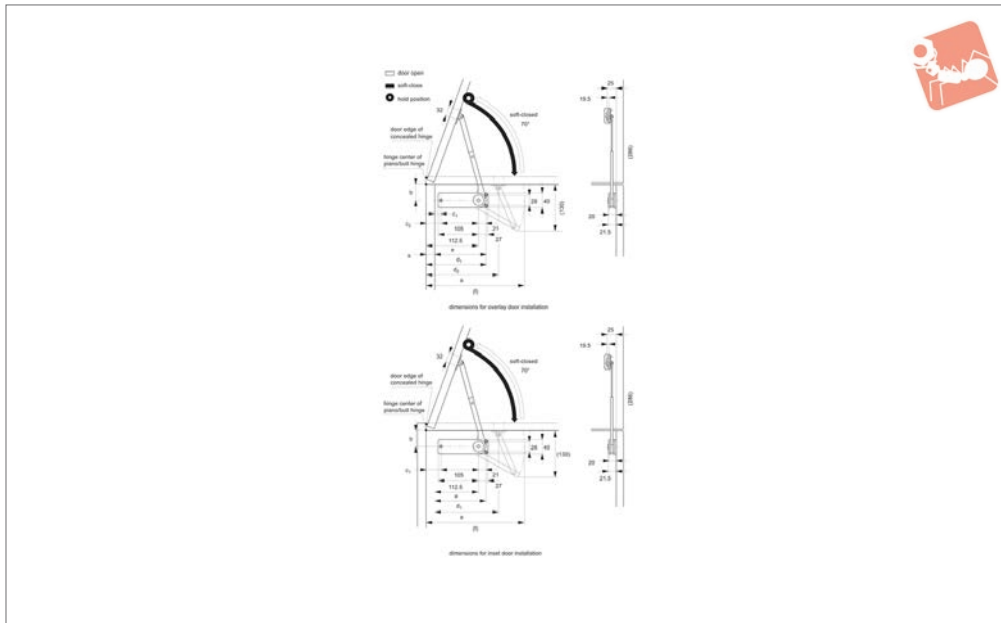 door open
soft-close
hold position
32
door edge of
concealed hinge
hinge center of
piano/butt hinge
soft-closed
70°
25
19.5
(286)
b
28
40
(130)
c₁
c₂
105
21
112.5
27
20
21.5
d₁
d₂
a
(f)
dimensions for overlay door installation
32
door edge of
concealed hinge
hinge center of
piano/butt hinge
soft-closed
70°
25
19.5
(286)
b
28
40
(130)
c₁
105
21
112.5
27
20
21.5
d₁
(f)
dimensions for inset door installation